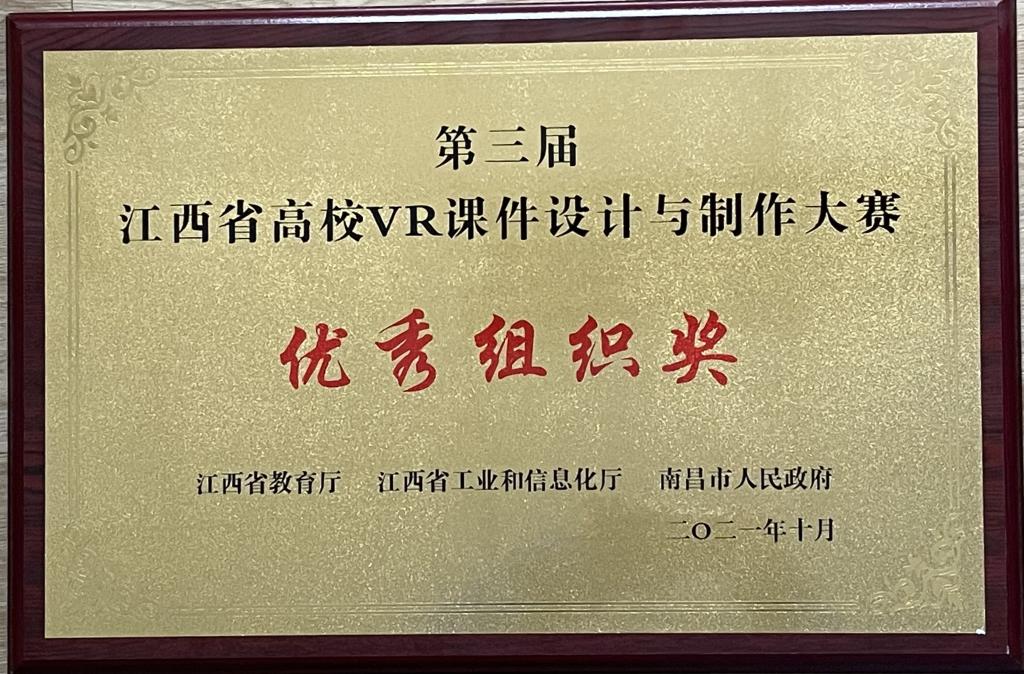 第三届
江西省高校VR课件设计与制作大赛
优秀组织奖
江西省教育厅 江西省工业和信息化厅 南昌市人民政府
二〇二一年十月